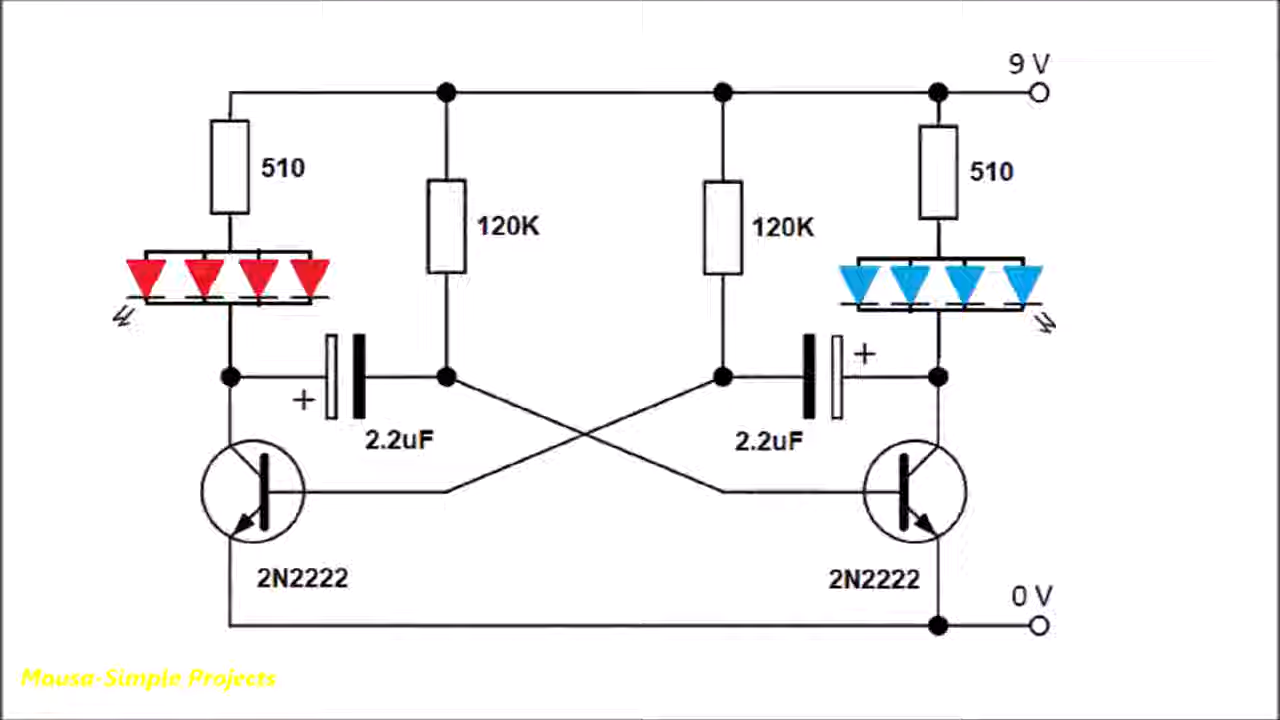 9 V
510
510
120K
120K
+
+
2.2uF
2.2uF
2N2222
2N2222
0 V
Mousa-Simple Projects